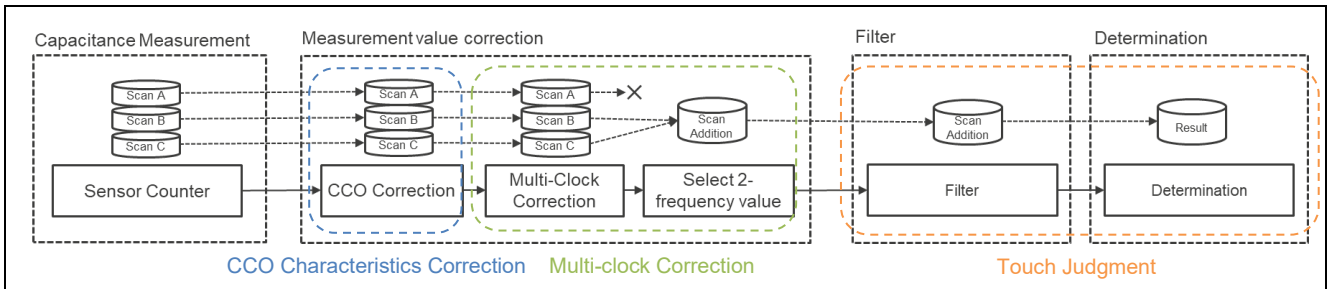 Capacitance Measurement
Measurement value correction
Filter
Determination
Scan A
Scan B
Scan C
Scan A
Scan B
Scan C
Scan A
Scan B
Scan C
Scan
Addition
Scan
Addition
Result
Sensor Counter
CCO Correction
Multi-Clock
Correction
Select 2-
frequency value
Filter
Determination
CCO Characteristics Correction
Multi-clock Correction
Touch Judgment